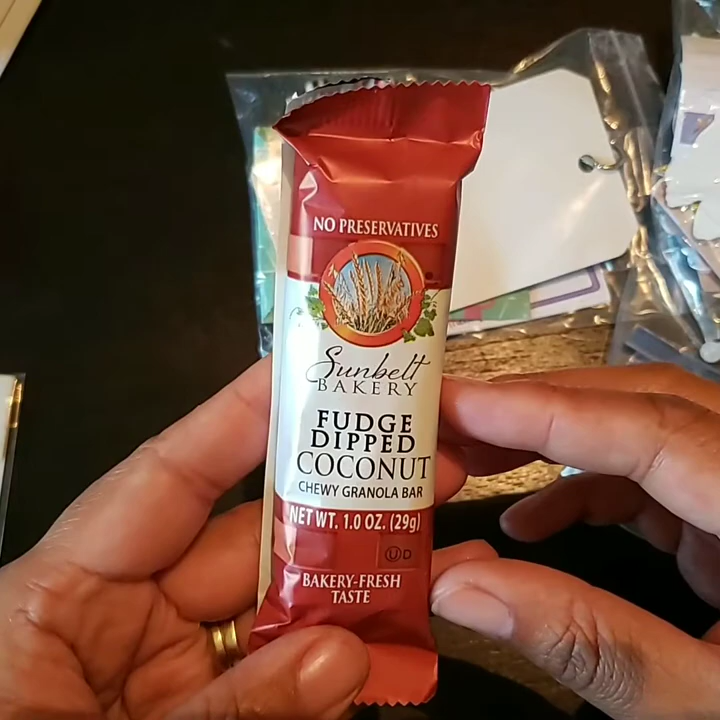 NO PRESERVATIVES
Sunbelt
BAKERY
FUDGE
DIPPED
COCONUT
CHEWY GRANOLA BAR
NET WT. 1.0 OZ. (29g)
U D
BAKERY-FRESH
TASTE